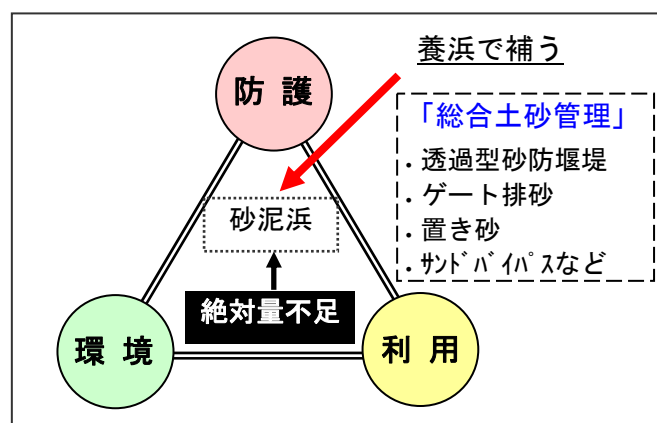 養浜で補う
防護
「総合土砂管理」
．透過型砂防堰堤
．ゲート排砂
．置き砂
．ｻﾝﾄﾞﾊﾞｲﾊﾟｽなど
砂泥浜
絶対量不足
環境
利用